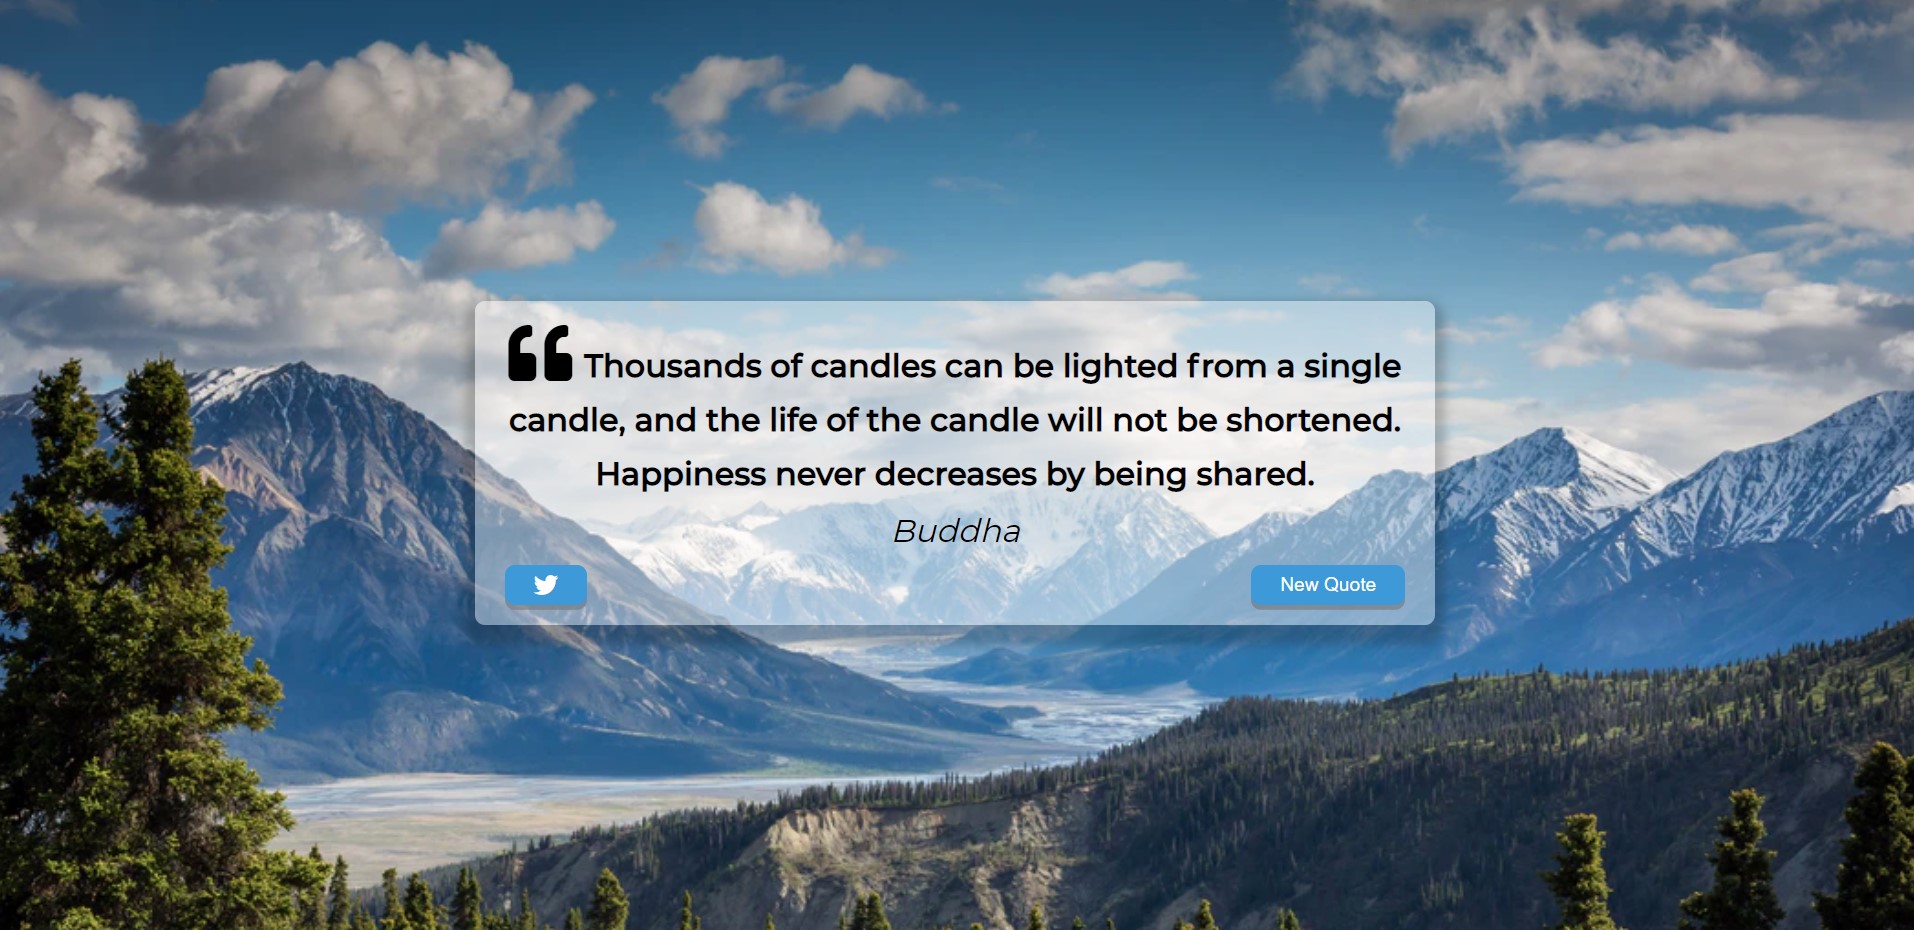 Thousands of candles can be lighted from a single
candle, and the life of the candle will not be shortened.
Happiness never decreases by being shared.
Buddha
New Quote